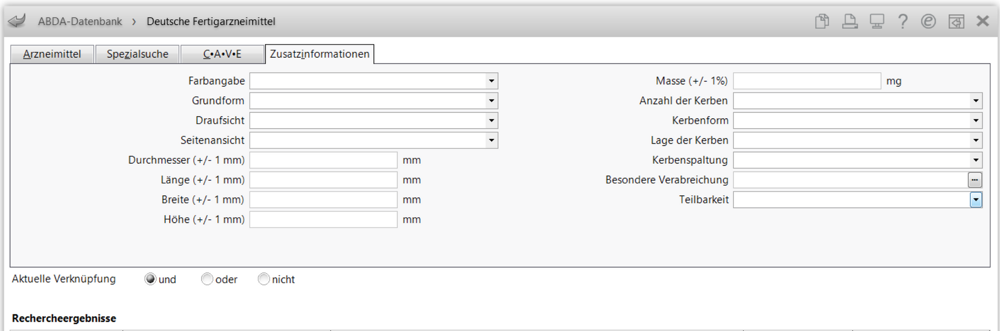 ABDA-Datenbank > Deutsche Fertigarzneimittel ?
Arzneimittel Spezialsuche C•A•V•E Zusatzinformationen
Farbangabe
Grundform
Draufsicht
Seitenansicht
Durchmesser (+/- 1 mm) mm
Länge (+/- 1 mm) mm
Breite (+/- 1 mm) mm
Höhe (+/- 1 mm) mm
Masse (+/- 1%) mg
Anzahl der Kerben
Kerbenform
Lage der Kerben
Kerbenspaltung
Besondere Verabreichung ...
Teilbarkeit
Aktuelle Verknüpfung und oder nicht
Rechercheergebnisse